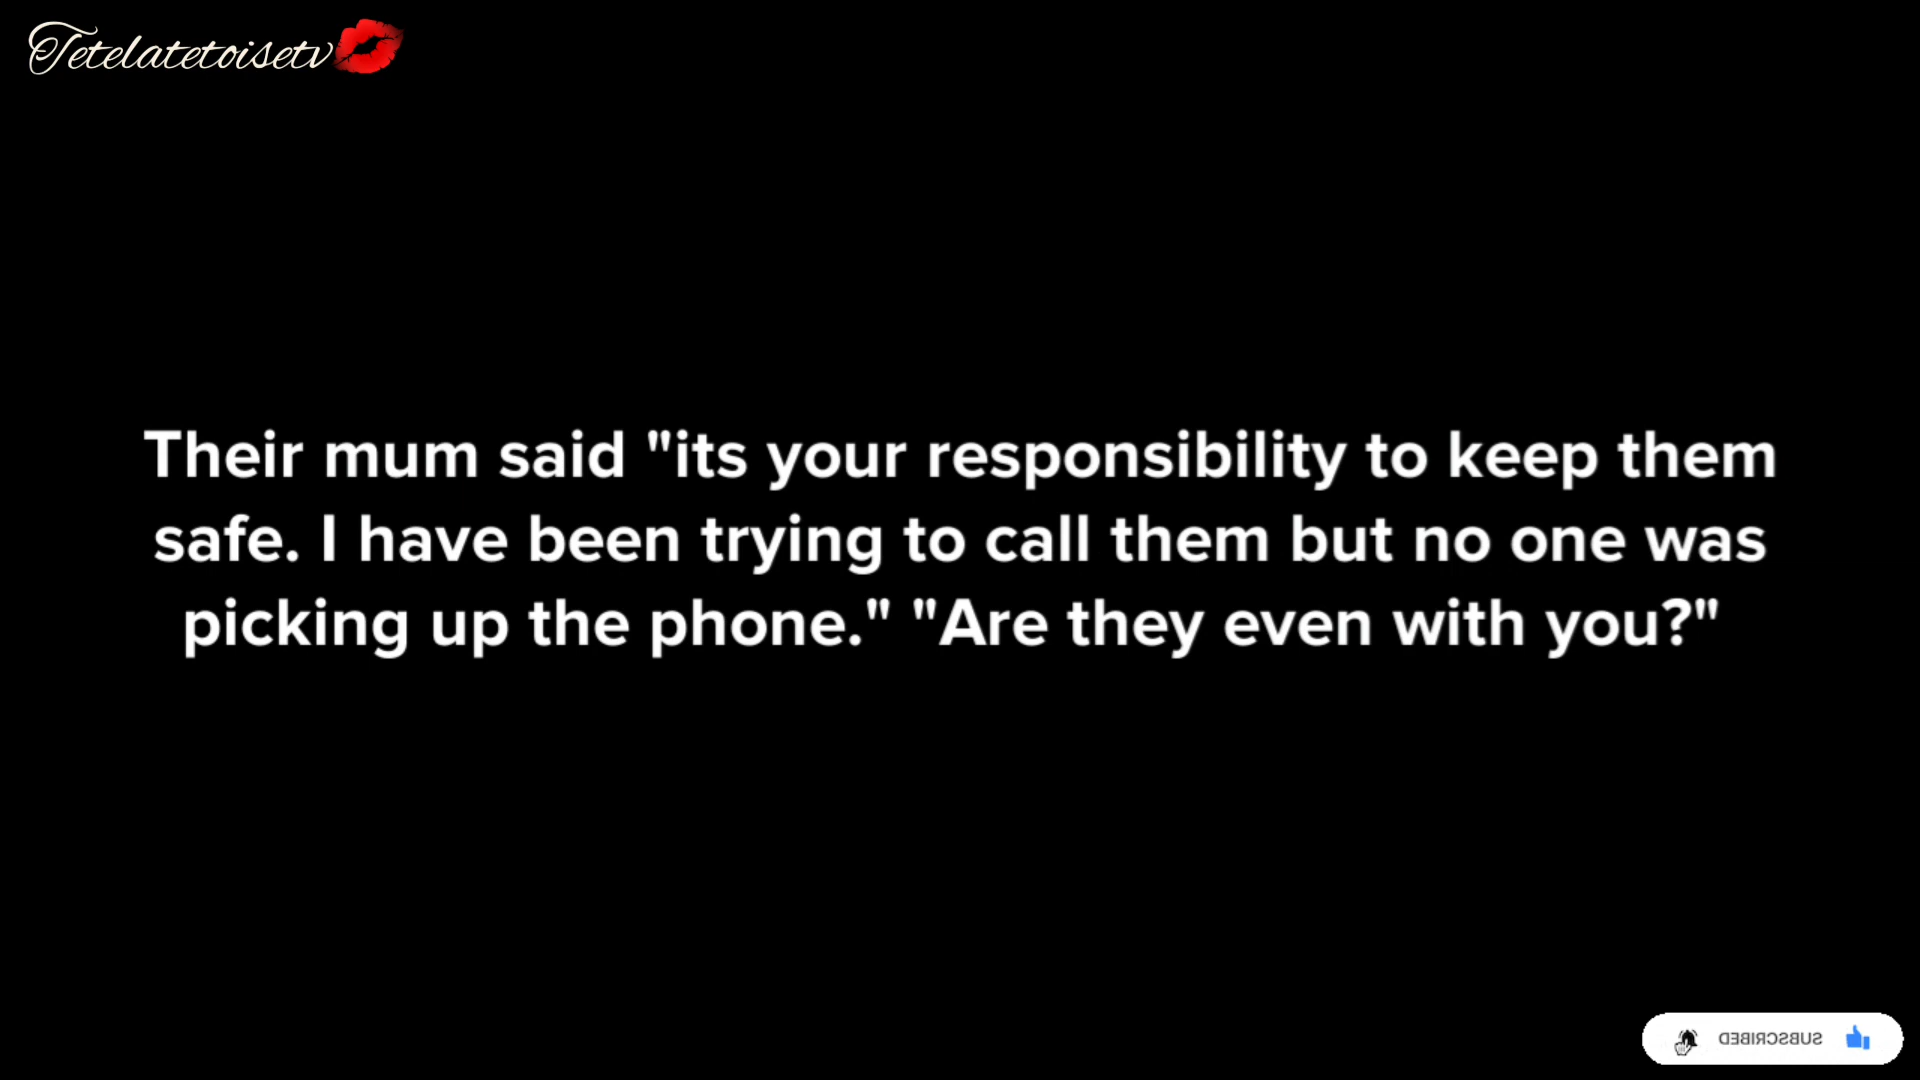 Tetelatetoisetv
Their mum said "its your responsibility to keep them
safe. I have been trying to call them but no one was
picking up the phone." "Are they even with you?"
SUBSCRIBED